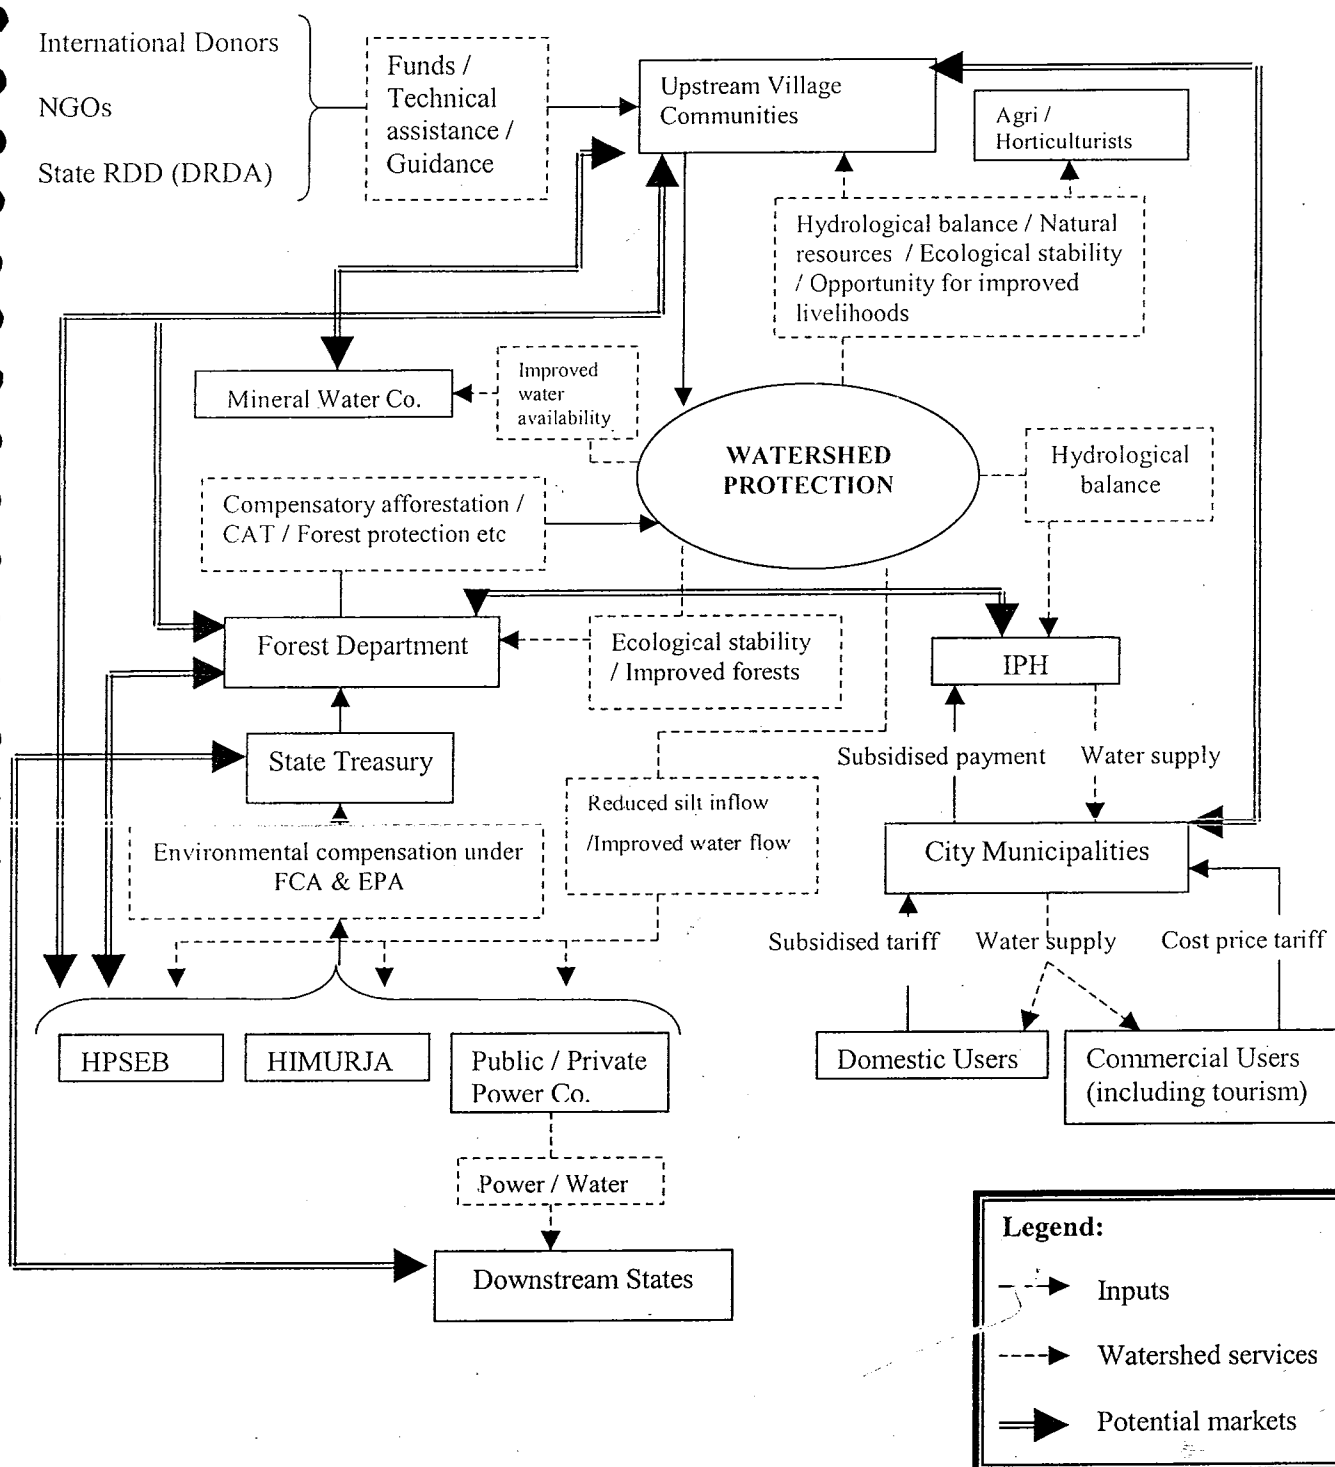 International Donors
NGOs
State RDD (DRDA)
Funds /
Technical
assistance /
Guidance
Upstream Village
Communities
Agri /
Horticulturists
Hydrological balance / Natural
resources / Ecological stability
/ Opportunity for improved
livelihoods
Mineral Water Co.
Improved
water
availability
WATERSHED
PROTECTION
Hydrological
balance
Compensatory afforestation /
CAT / Forest protection etc
Forest Department
Ecological stability
/ Improved forests
IPH
State Treasury
Subsidised payment
Water supply
Reduced silt inflow
/Improved water flow
Environmental compensation under
FCA & EPA
City Municipalities
Subsidised tariff
Water supply
Cost price tariff
HPSEB
HIMURJA
Public / Private
Power Co.
Domestic Users
Commercial Users
(including tourism)
Power / Water
Downstream States
Legend:
Inputs
Watershed services
Potential markets